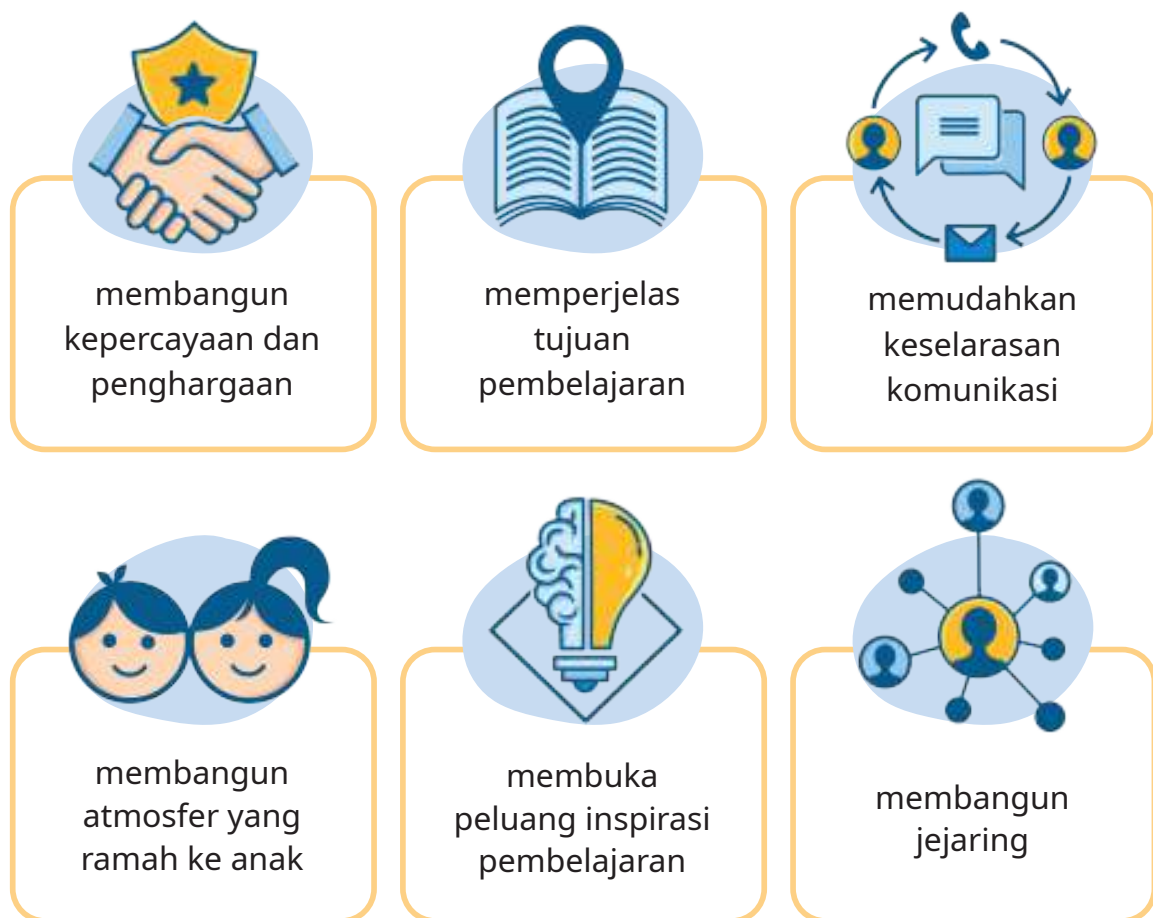 membangun
kepercayaan dan
penghargaan
memperjelas
tujuan
pembelajaran
memudahkan
keselarasan
komunikasi
membangun
atmosfer yang
ramah ke anak
membuka
peluang inspirasi
pembelajaran
membangun
jejaring